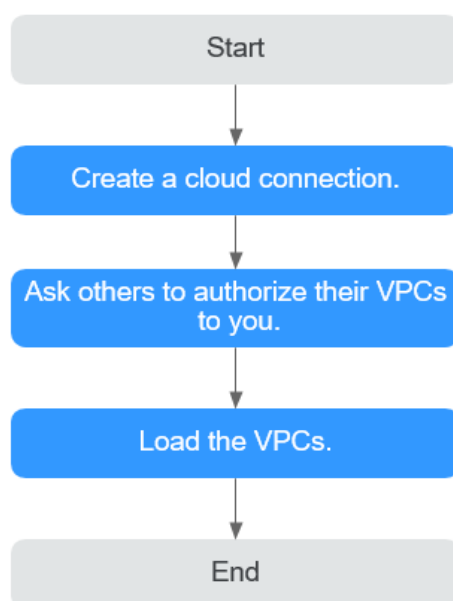 Start
Create a cloud connection.
Ask others to authorize their VPCs
to you.
Load the VPCs.
End